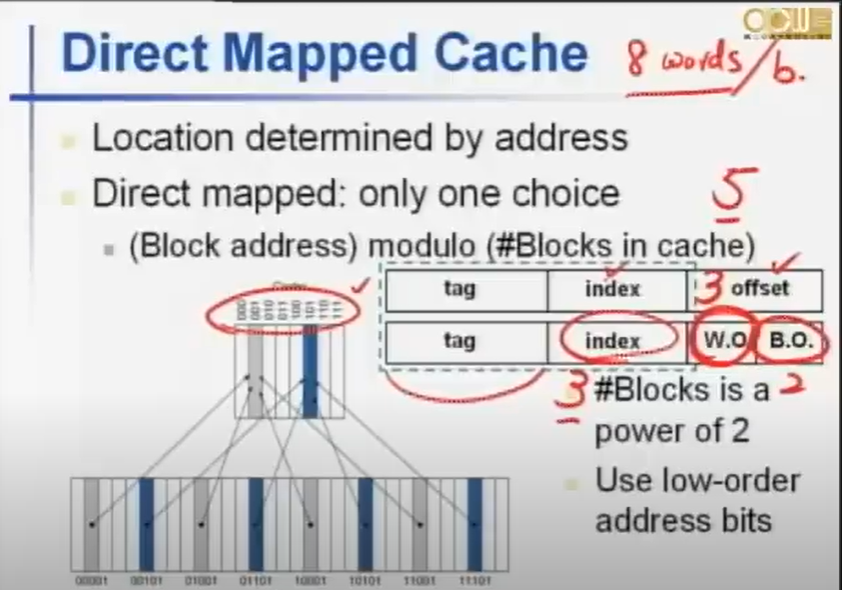 Direct Mapped Cache
8 words/b.
Location determined by address
Direct mapped: only one choice
5
(Block address) modulo (#Blocks in cache)
tag index 3 offset
000 001 010 011 100 101 110 111
tag index W.O B.O.
3 #Blocks is a 2
power of 2
Use low-order
address bits
00001 00101 01001 01101 10001 10101 11001 11101